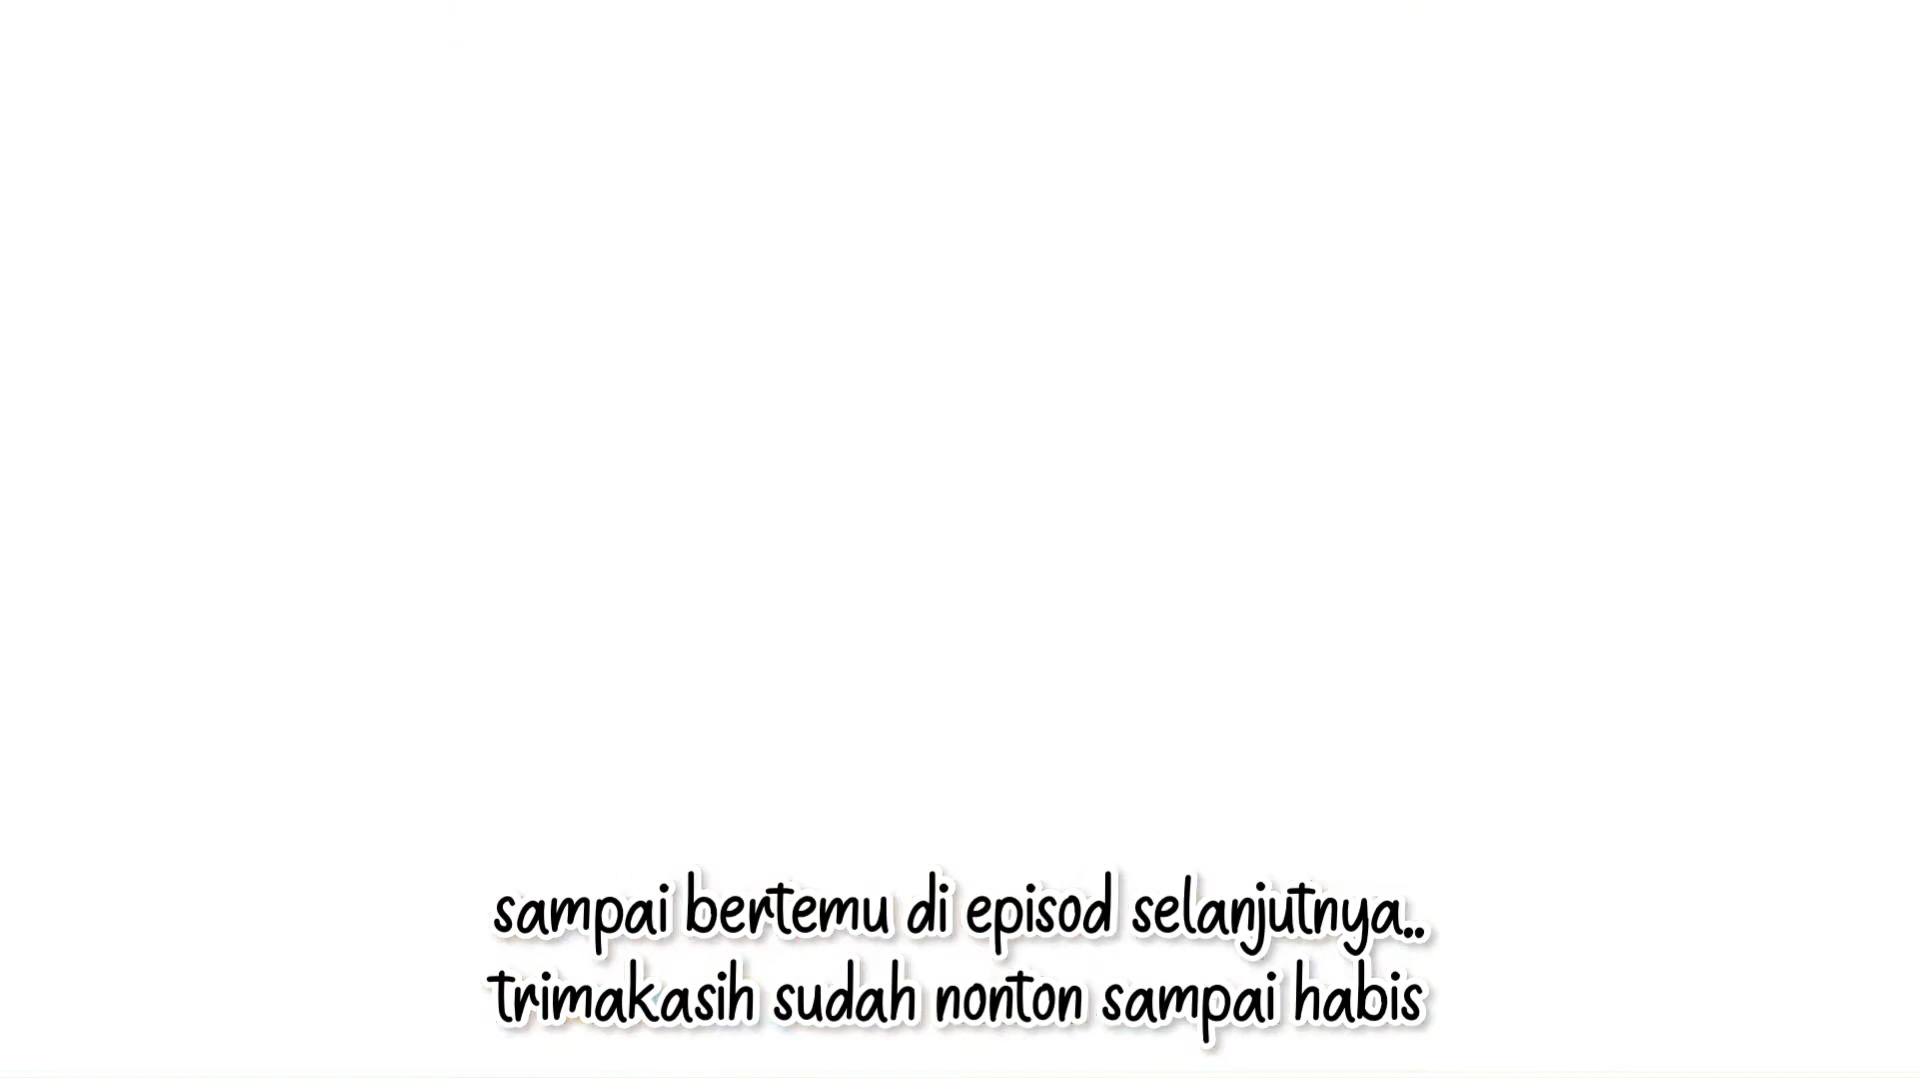 sampai bertemu di episod selanjutnya..
trimakasih sudah nonton sampai habis